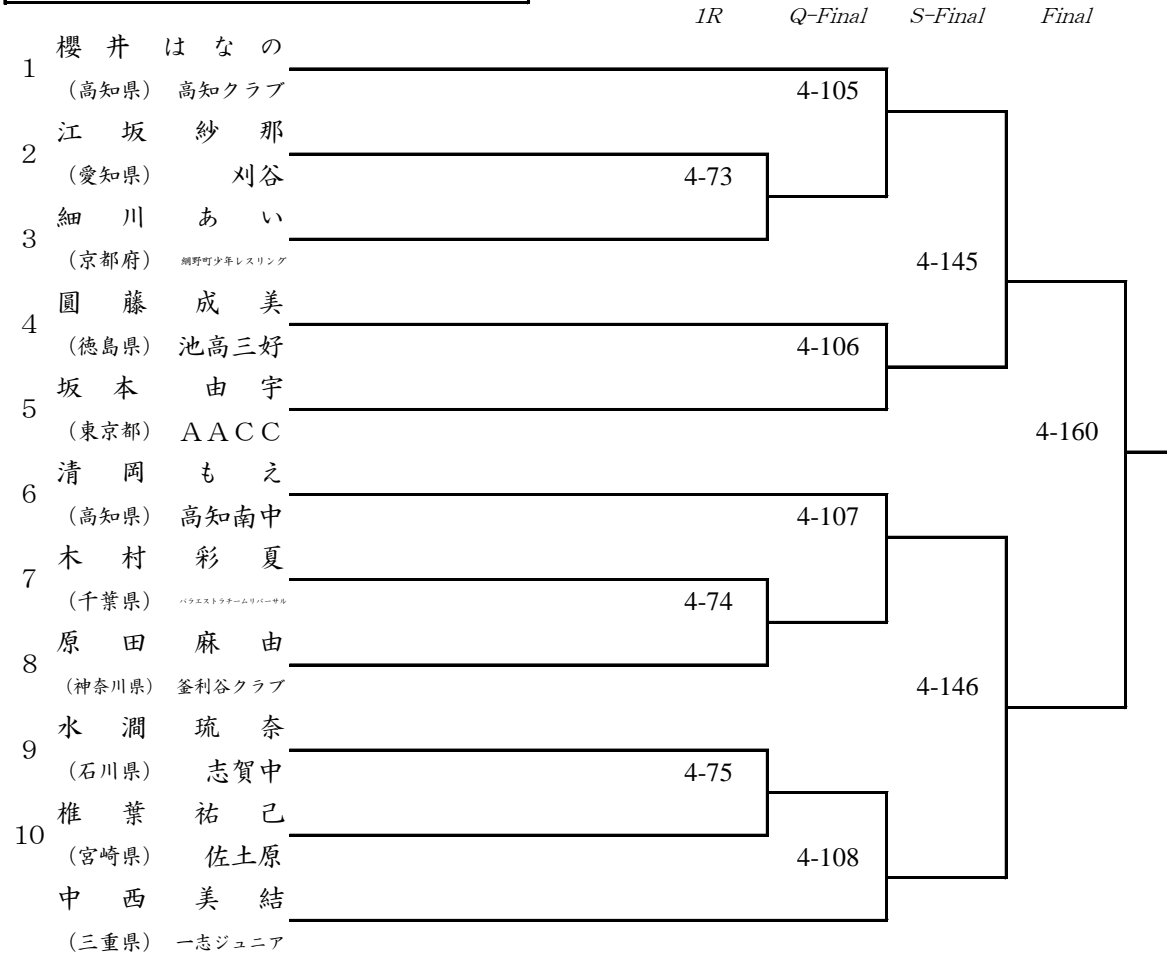 1R Q-Final S-Final Final
櫻井 はなの
1
（高知県） 高知クラブ
4-105
江坂 紗那
2
（愛知県） 刈谷
4-73
細川 あい
3
（京都府） 網野町少年レスリング
4-145
圓藤 成美
4
（徳島県） 池高三好
4-106
坂本 由宇
5
（東京都） ＡＡＣＣ
4-160
清岡 もえ
6
（高知県） 高知南中
4-107
木村 彩夏
7
（千葉県） パラエストラチームリバーサル
4-74
原田 麻由
8
（神奈川県） 釜利谷クラブ
4-146
水澗 琉奈
9
（石川県） 志賀中
4-75
椎葉 祐己
10
（宮崎県） 佐土原
4-108
中西 美結
（三重県） 一志ジュニア